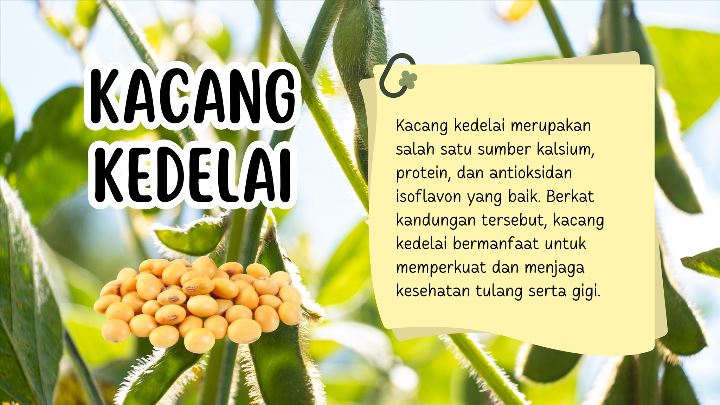 KACANG
KEDELAI
Kacang kedelai merupakan
salah satu sumber kalsium,
protein, dan antioksidan
isoflavon yang baik. Berkat
kandungan tersebut, kacang
kedelai bermanfaat untuk
memperkuat dan menjaga
kesehatan tulang serta gigi.